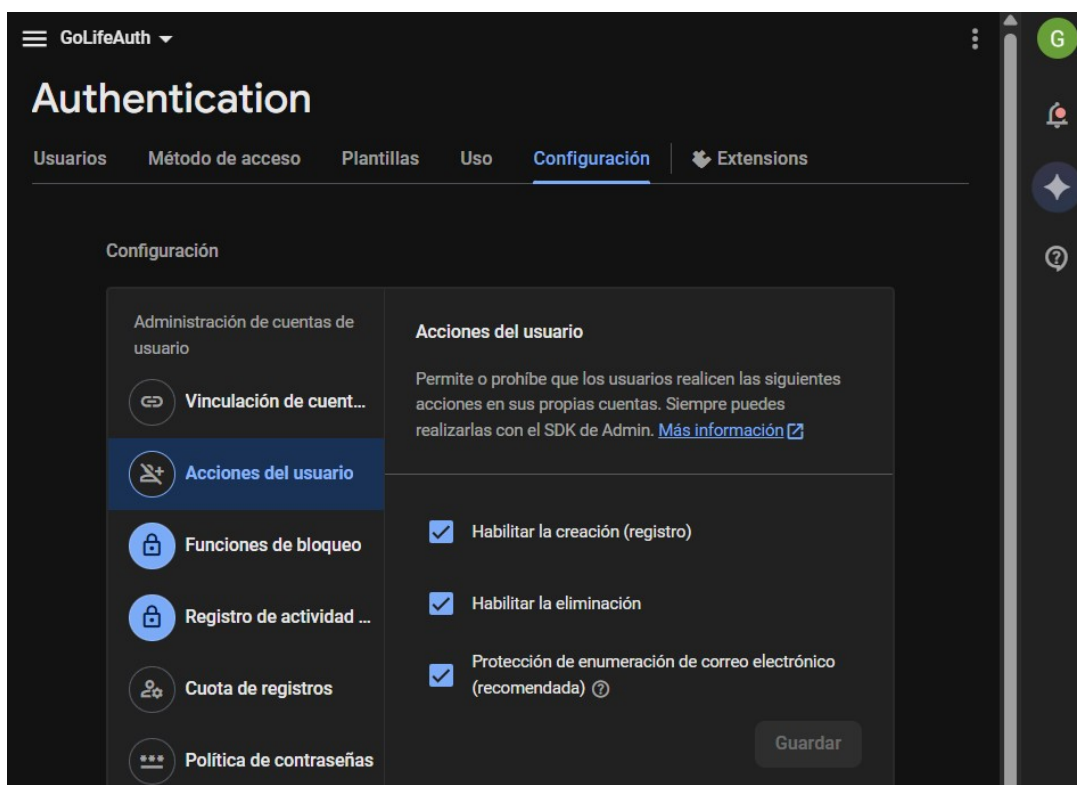 GoLifeAuth
G
Authentication
Usuarios Método de acceso Plantillas Uso Configuración Extensions
Configuración
Administración de cuentas de
usuario
Vinculación de cuent...
Acciones del usuario
Funciones de bloqueo
Registro de actividad ...
Cuota de registros
Política de contraseñas
Acciones del usuario
Permite o prohíbe que los usuarios realicen las siguientes
acciones en sus propias cuentas. Siempre puedes
realizarlas con el SDK de Admin. Más información
Habilitar la creación (registro)
Habilitar la eliminación
Protección de enumeración de correo electrónico
(recomendada)
Guardar